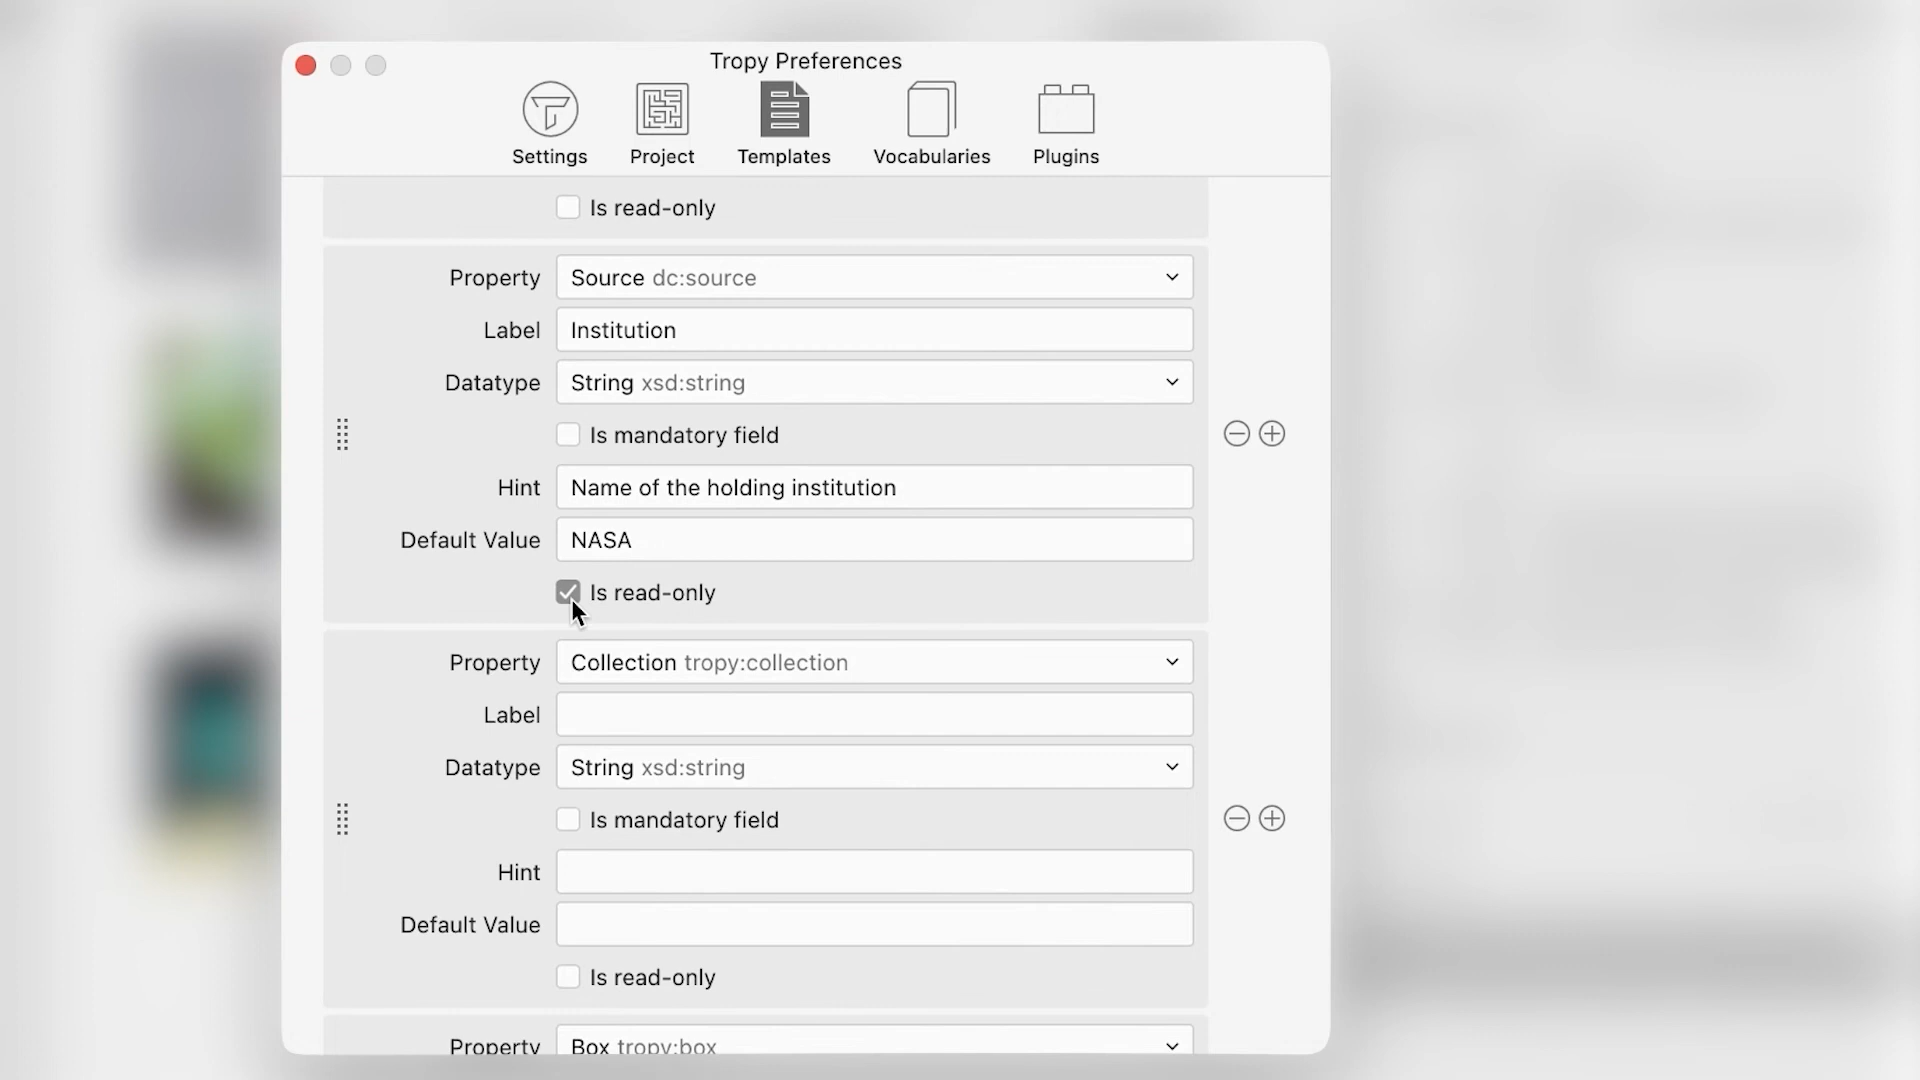 Tropy Preferences
Settings Project Templates Vocabularies Plugins
Is read-only
Property Source dc:source
Label Institution
Datatype String xsd:string
Is mandatory field
Hint Name of the holding institution
Default Value NASA
Is read-only
Property Collection tropy:collection
Label
Datatype String xsd:string
Is mandatory field
Hint
Default Value
Is read-only
Property Box tropy:box